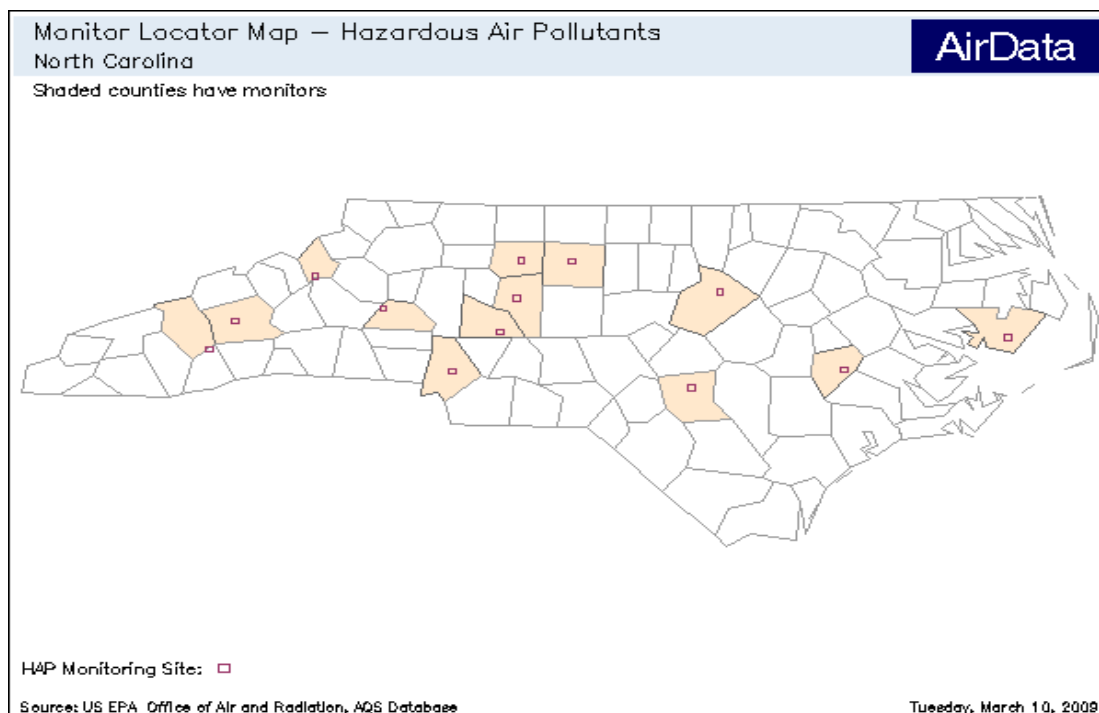 Monitor Locator Map – Hazardous Air Pollutants
North Carolina
AirData
Shaded counties have monitors
HAP Monitoring Site:
Source: US EPA Office of Air and Radiation, AQS Database
Tuesday, March 10, 2009